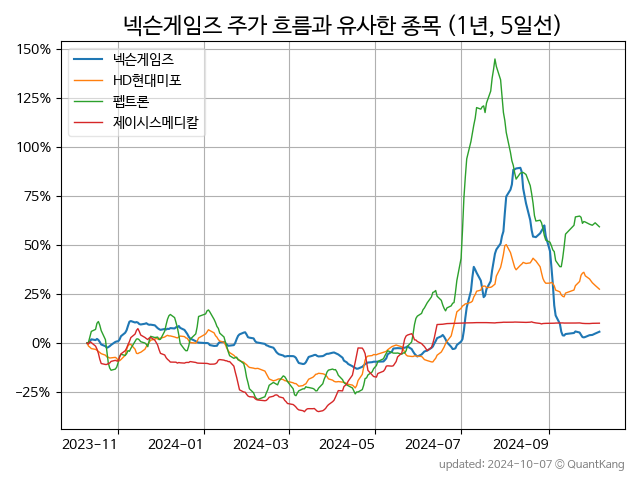 넥슨게임즈 주가 흐름과 유사한 종목 (1년, 5일선)
150%
125%
100%
75%
50%
25%
0%
−25%
넥슨게임즈
HD현대미포
펩트론
제이시스메디칼
2023-11
2024-01
2024-03
2024-05
2024-07
2024-09
updated: 2024-10-07 © QuantKang